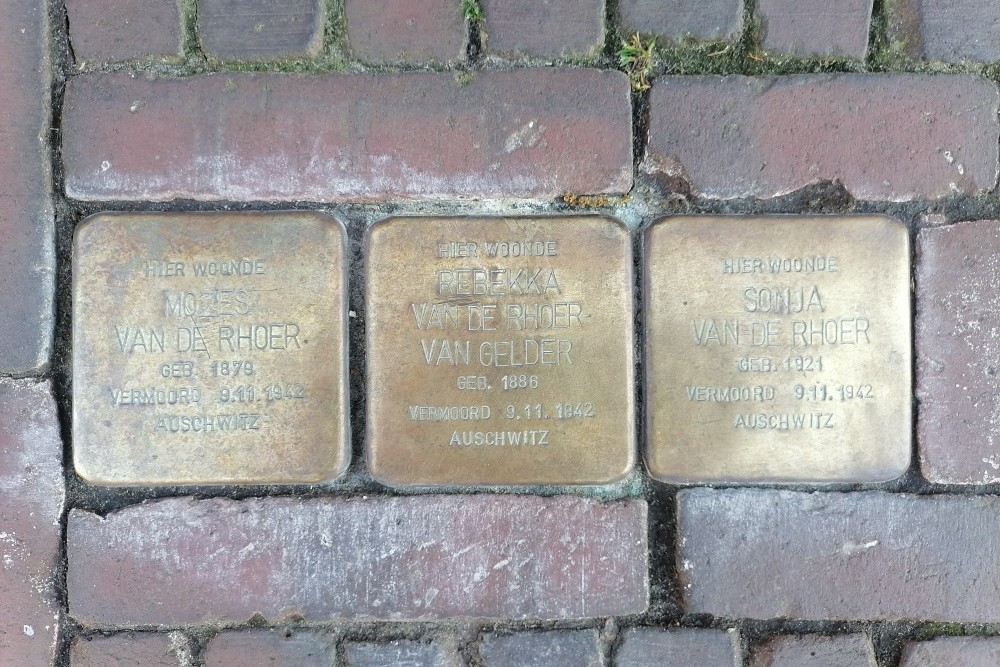 HIER WOONDE
MOZES
VAN DE RHOER
GEB. 1879
VERMOORD 9.11.1942
AUSCHWITZ
HIER WOONDE
REBEKKA
VAN DE RHOER-
VAN GELDER
GEB. 1886
VERMOORD 9.11.1942
AUSCHWITZ
HIER WOONDE
SONJA
VAN DE RHOER
GEB. 1921
VERMOORD 9.11.1942
AUSCHWITZ